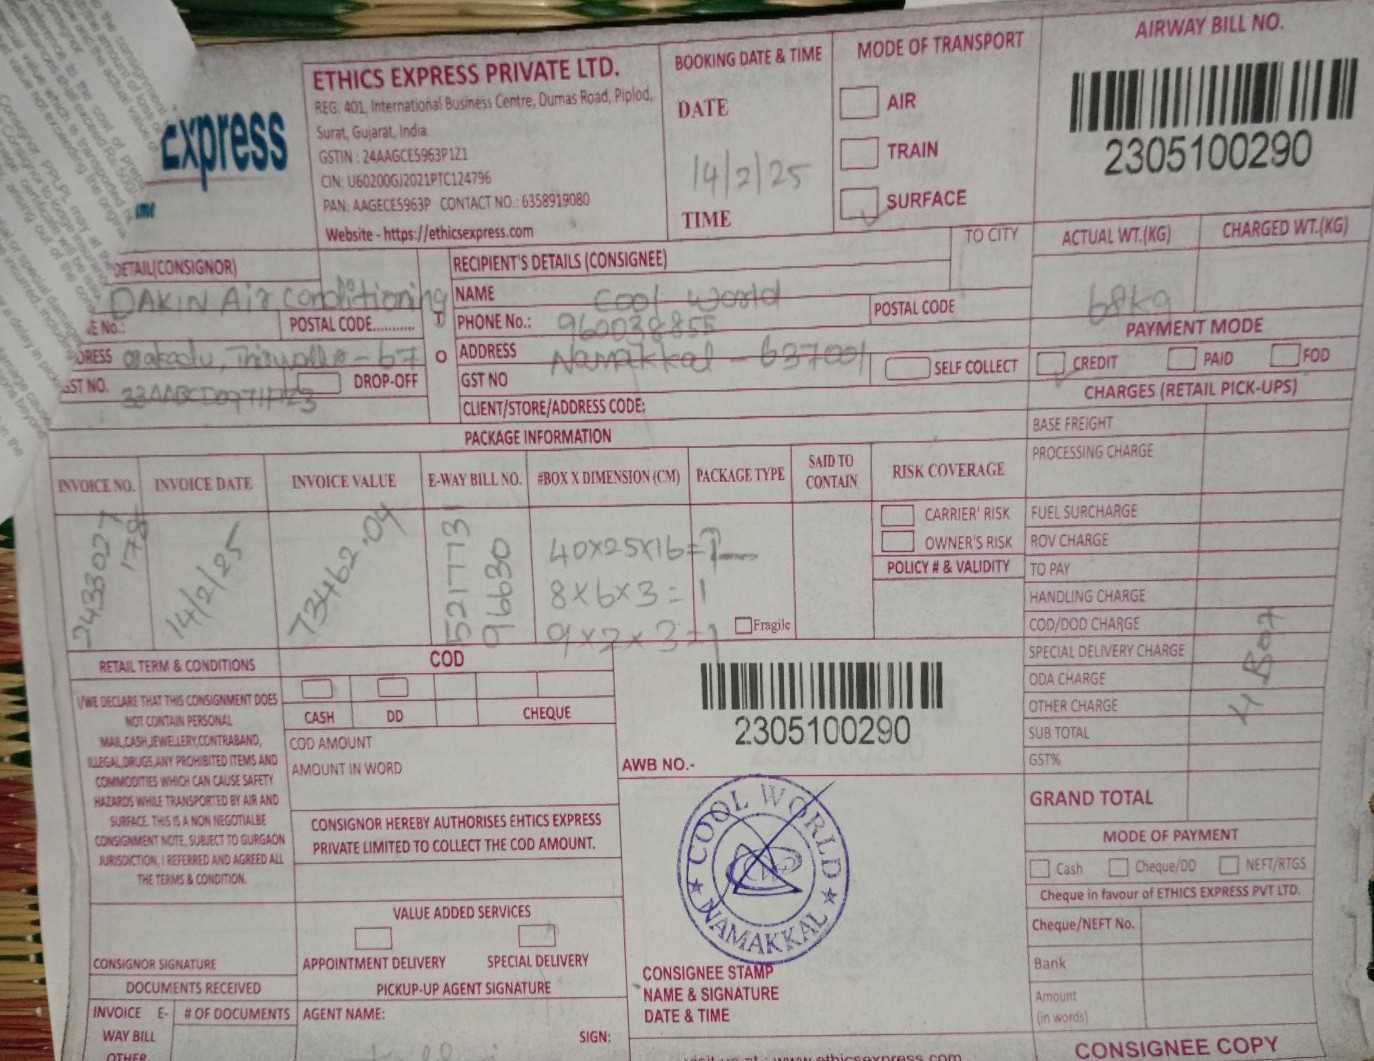 Express
ETHICS EXPRESS PRIVATE LTD.
REG. 401, International Business Centre, Dumas Road, Piplod,
Surat, Gujarat, India
GSTIN : 24AAGCE5963P1Z1
CIN: U60200GJ2021PTC124796
PAN: AAGECE5963P CONTACT NO.: 6358919080
Website - https://ethicsexpress.com
BOOKING DATE & TIME
DATE
14/2/25
TIME
MODE OF TRANSPORT
AIR
TRAIN
SURFACE
AIRWAY BILL NO.
2305100290
DETAIL(CONSIGNOR)
DAKIN Air conditioning
E No.:
POSTAL CODE...........
DRESS
GST NO.
DROP-OFF
TO
RECIPIENT'S DETAILS (CONSIGNEE)
TO CITY
NAME Cool World
PHONE No.: 960038855
POSTAL CODE
ADDRESS Namakkal - 637001
SELF COLLECT
GST NO
CLIENT/STORE/ADDRESS CODE:
ACTUAL WT.(KG)
CHARGED WT.(KG)
68kg
PAYMENT MODE
CREDIT
PAID
FOD
CHARGES (RETAIL PICK-UPS)
BASE FREIGHT
PROCESSING CHARGE
FUEL SURCHARGE
ROV CHARGE
TO PAY
HANDLING CHARGE
COD/DOD CHARGE
SPECIAL DELIVERY CHARGE
ODA CHARGE
OTHER CHARGE
SUB TOTAL
GST%
GRAND TOTAL
4 Box
PACKAGE INFORMATION
INVOICE NO.
INVOICE DATE
INVOICE VALUE
E-WAY BILL NO.
#BOX X DIMENSION (CM)
PACKAGE TYPE
SAID TO
CONTAIN
RISK COVERAGE
2433027
178
14/2/25
73462.04
52177731
96630
40x25x16=
8x6x3=1
9x2x3=1
Fragile
CARRIER' RISK
OWNER'S RISK
POLICY # & VALIDITY
RETAIL TERM & CONDITIONS
I/WE DECLARE THAT THIS CONSIGNMENT DOES
NOT CONTAIN PERSONAL
MAIL,CASH,JEWELLERY,CONTRABAND,
ILLEGAL,DRUGS,ANY PROHIBITED ITEMS AND
COMMODITIES WHICH CAN CAUSE SAFETY
HAZARDS WHILE TRANSPORTED BY AIR AND
SURFACE. THIS IS A NON NEGOTIALBE
CONSIGNMENT NOTE, SUBJECT TO GURGAON
JURISDICTION, I REFERRED AND AGREED ALL
THE TERMS & CONDITION.
COD
CASH
DD
CHEQUE
COD AMOUNT
AMOUNT IN WORD
CONSIGNOR HEREBY AUTHORISES EHTICS EXPRESS
PRIVATE LIMITED TO COLLECT THE COD AMOUNT.
VALUE ADDED SERVICES
APPOINTMENT DELIVERY
SPECIAL DELIVERY
CONSIGNOR SIGNATURE
DOCUMENTS RECEIVED
PICKUP-UP AGENT SIGNATURE
INVOICE E-
WAY BILL
OTHER
# OF DOCUMENTS
AGENT NAME:
SIGN:
2305100290
AWB NO.-
COOL WORLD
NAMAKKAL
CONSIGNEE STAMP
NAME & SIGNATURE
DATE & TIME
MODE OF PAYMENT
Cash
Cheque/DD
NEFT/RTGS
Cheque in favour of ETHICS EXPRESS PVT LTD.
Cheque/NEFT No.
Bank
Amount
(in words)
CONSIGNEE COPY